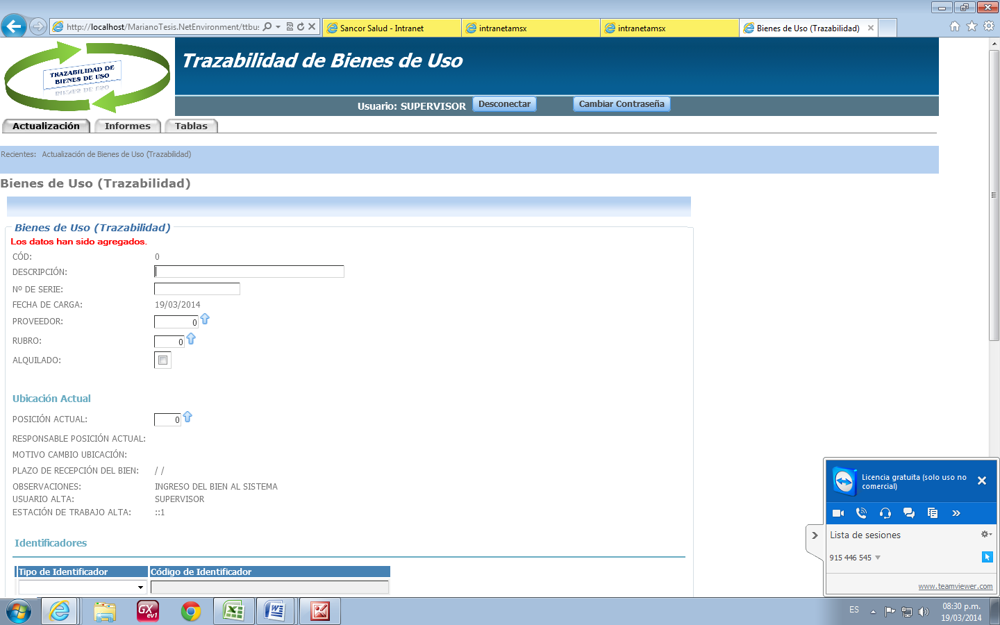 http://localhost/MarianoTesis.NetEnvironment/ttbu:
Sancor Salud - Intranet
intranetamsx
intranetamsx
Bienes de Uso (Trazabilidad)
TRAZABILIDAD DE
BIENES DE USO
Trazabilidad de Bienes de Uso
Usuario: SUPERVISOR
Desconectar
Cambiar Contraseña
Actualización
Informes
Tablas
Recientes: Actualización de Bienes de Uso (Trazabilidad)
Bienes de Uso (Trazabilidad)
Bienes de Uso (Trazabilidad)
Los datos han sido agregados.
CÓD: 0
DESCRIPCIÓN:
Nº DE SERIE:
FECHA DE CARGA: 19/03/2014
PROVEEDOR: 0
RUBRO: 0
ALQUILADO:
Ubicación Actual
POSICIÓN ACTUAL: 0
RESPONSABLE POSICIÓN ACTUAL:
MOTIVO CAMBIO UBICACIÓN:
PLAZO DE RECEPCIÓN DEL BIEN: / /
OBSERVACIONES: INGRESO DEL BIEN AL SISTEMA
USUARIO ALTA: SUPERVISOR
ESTACIÓN DE TRABAJO ALTA: ::1
Identificadores
Tipo de Identificador
Código de Identificador
Licencia gratuita (solo uso no
comercial)
Lista de sesiones
915 446 545
www.teamviewer.com
GX
ev1
ES
08:30 p.m.
19/03/2014